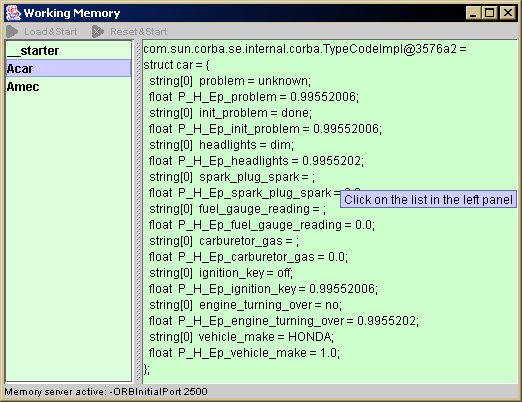 Working Memory
Load&Start Reset&Start
__starter
Acar
Amec
com.sun.corba.se.internal.corba.TypeCodeImpl@3576a2 =
struct car = {
string[0] problem = unknown;
float P_H_Ep_problem = 0.99552006;
string[0] init_problem = done;
float P_H_Ep_init_problem = 0.99552006;
string[0] headlights = dim;
float P_H_Ep_headlights = 0.9955202;
string[0] spark_plug_spark = ;
float P_H_Ep_spark_plug_spark =
Click on the list in the left panel
string[0] fuel_gauge_reading = ;
float P_H_Ep_fuel_gauge_reading = 0.0;
string[0] carburetor_gas = ;
float P_H_Ep_carburetor_gas = 0.0;
string[0] ignition_key = off;
float P_H_Ep_ignition_key = 0.99552006;
string[0] engine_turning_over = no;
float P_H_Ep_engine_turning_over = 0.9955202;
string[0] vehicle_make = HONDA;
float P_H_Ep_vehicle_make = 1.0;
};
Memory server active: -ORBInitialPort 2500